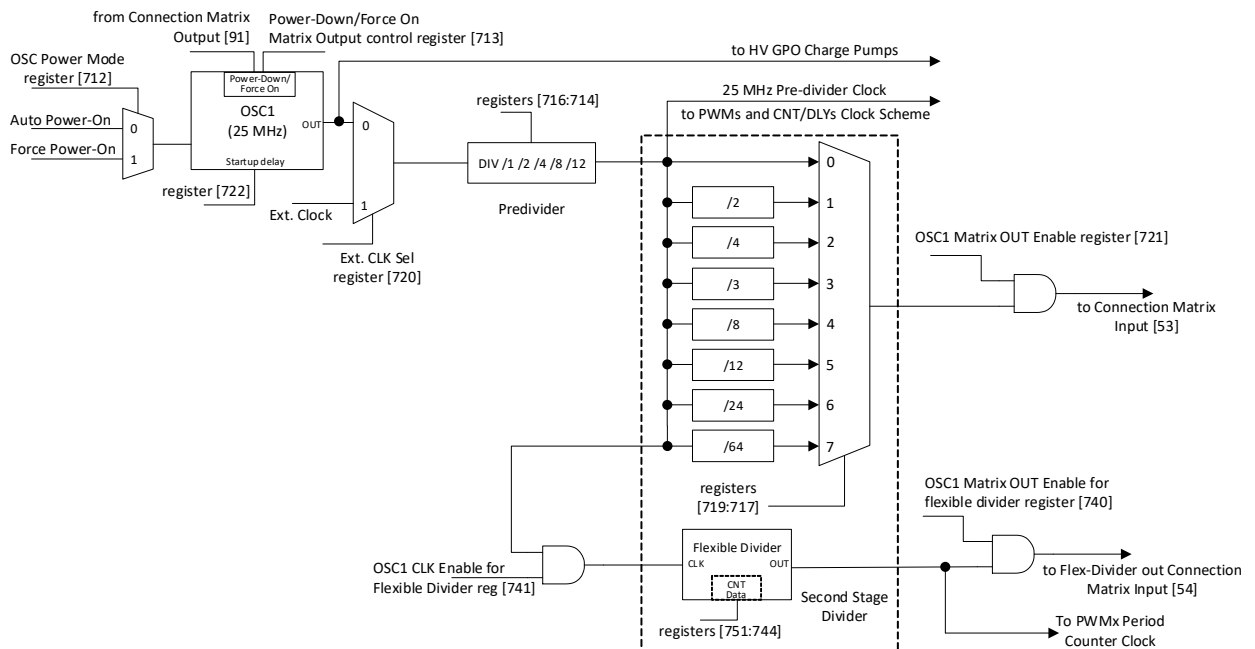 from Connection Matrix
Output [91]
Power-Down/Force On
Matrix Output control register [713]
OSC Power Mode
register [712]
Power-Down/
Force On
OSC1
(25 MHz)
OUT
Startup delay
Auto Power-On
0
Force Power-On
1
register [722]
0
1
Ext. Clock
Ext. CLK Sel
register [720]
registers [716:714]
DIV /1 /2 /4 /8 /12
Predivider
to HV GPO Charge Pumps
25 MHz Pre-divider Clock
to PWMs and CNT/DLYs Clock Scheme
0
/2
1
/4
2
/3
3
/8
4
/12
5
/24
6
/64
7
registers
[719:717]
OSC1 Matrix OUT Enable register [721]
to Connection Matrix
Input [53]
OSC1 CLK Enable for
Flexible Divider reg [741]
Flexible Divider
CLK
OUT
CNT
Data
registers [751:744]
Second Stage
Divider
OSC1 Matrix OUT Enable for
flexible divider register [740]
to Flex-Divider out Connection
Matrix Input [54]
To PWMx Period
Counter Clock